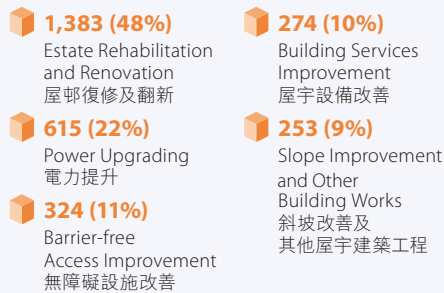 1,383 (48%)
Estate Rehabilitation
and Renovation
屋邨復修及翻新
615 (22%)
Power Upgrading
電力提升
324 (11%)
Barrier-free
Access Improvement
無障礙設施改善
274 (10%)
Building Services
Improvement
屋宇設備改善
253 (9%)
Slope Improvement
and Other
Building Works
斜坡改善及
其他屋宇建築工程